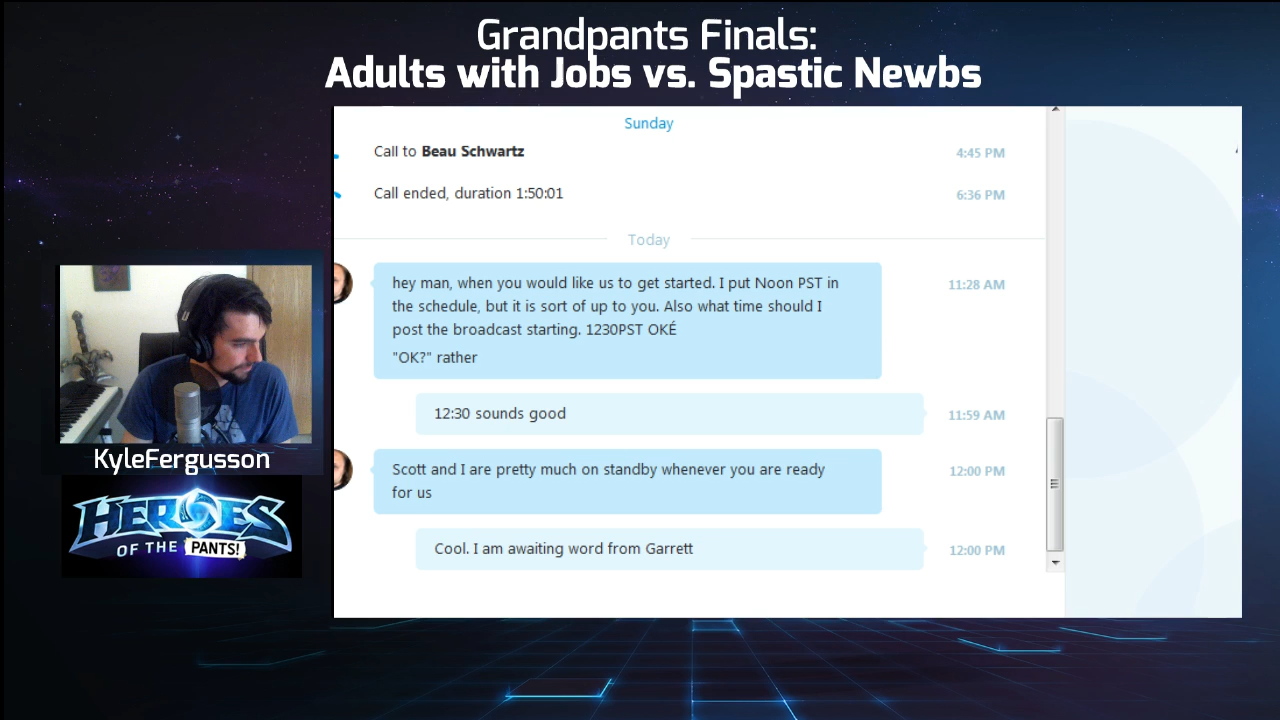 Grandpants Finals:
Adults with Jobs vs. Spastic Newbs
Sunday
Call to Beau Schwartz
4:45 PM
Call ended, duration 1:50:01
6:36 PM
Today
hey man, when you would like us to get started. I put Noon PST in
the schedule, but it is sort of up to you. Also what time should I
post the broadcast starting. 1230PST OKÉ
"OK?" rather
11:28 AM
12:30 sounds good
11:59 AM
Scott and I are pretty much on standby whenever you are ready
for us
12:00 PM
Cool. I am awaiting word from Garrett
12:00 PM
KyleFergusson
HEROES
OF THE PANTS!